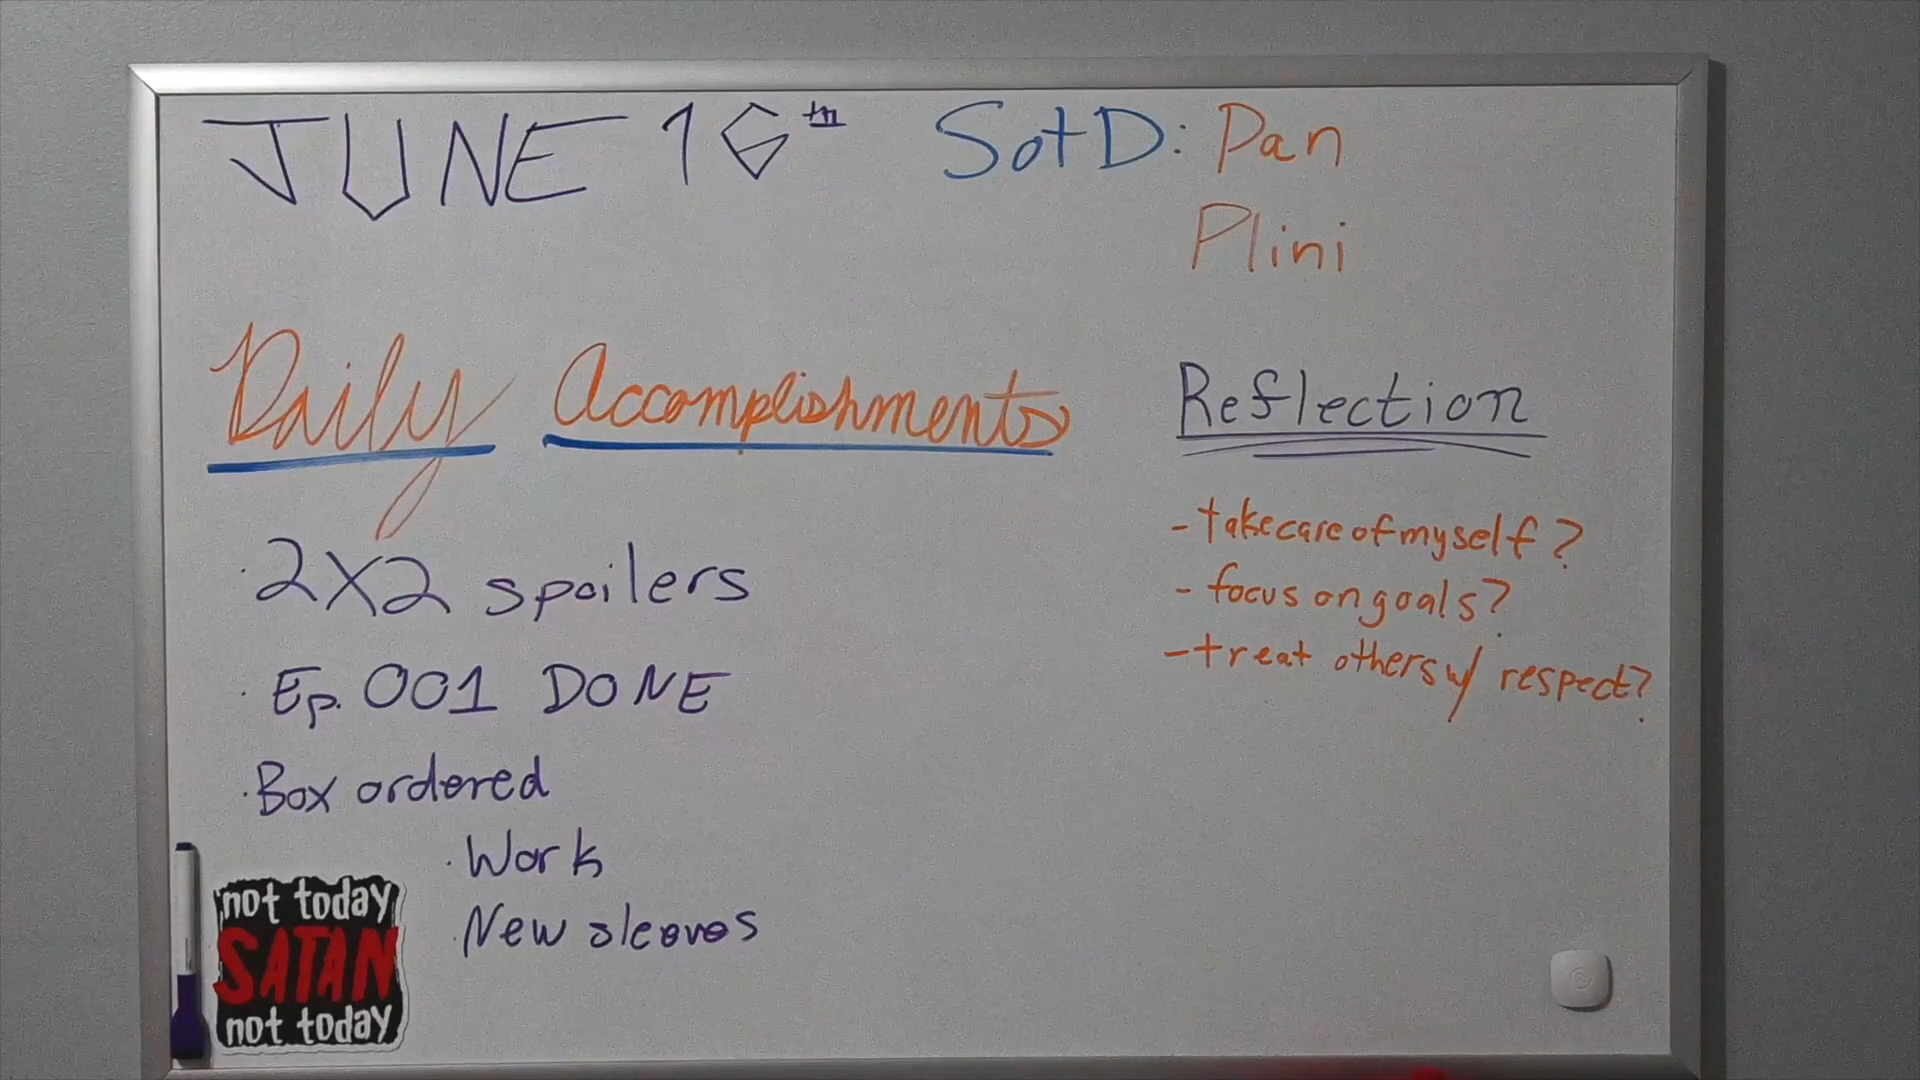 JUNE 16th
SotD: Pan
Plini
Daily Accomplishments
· 2X2 spoilers
· Ep. 001 DONE
· Box ordered
· Work
· New sleeves
Reflection
- take care of myself?
- focus on goals?
- treat others w/ respect?
not today
SATAN
not today